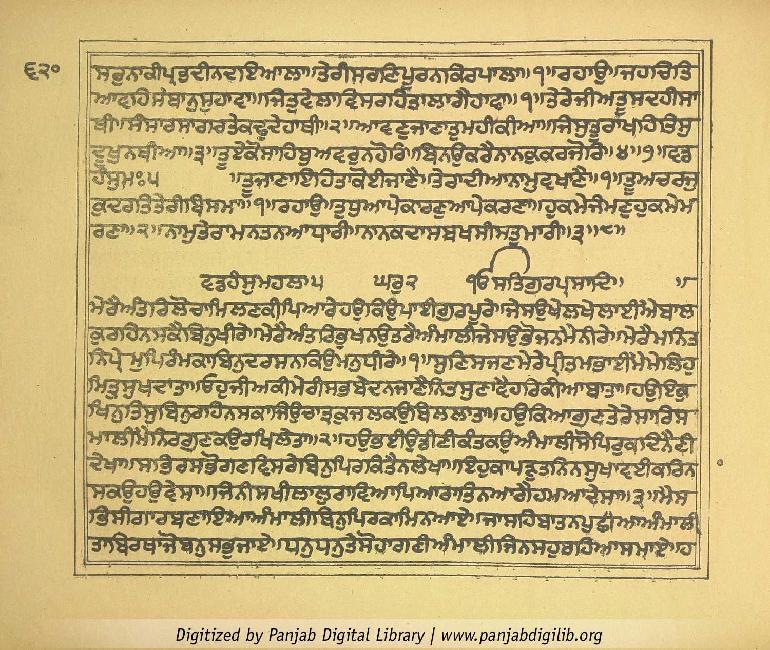 ੬੨੦
ਸਭੁਨਾਕੀਪ੍ਰਭਦੀਨਦਇਆਲਾ॥ਤੇਰੀਸਰਣਿਪੂਰਨਕਿਰਪਾਲਾ॥੧॥ਰਹਾਉ॥ਜਹਚਿਤਿ
ਆਵਹਿਸੋਥਾਨੁਸੁਹਾਵਾ॥ਜਿਤੁਵੇਲਾਵਿਸਰਹਿਤਾਲਾਗੈਹਾਵਾ॥੧॥ਤੇਰੇਜੀਅਤੂਸਦਹੀਸਾ
ਥੀ॥ਸੰਸਾਰਸਾਗਰਤੇਕਢੁਦੇਹਾਥੀ॥੨॥ਆਵਣੁਜਾਣਾਤੁਮਹੀਕੀਆ॥ਜਿਸੁਤੂਰਾਖਹਿਤਿਸੁ
ਦੂਖੁਨਥੀਆ॥੩॥ਤੂਏਕੋਸਾਹਿਬੁਅਵਰੁਨਹੋਰਿ॥ਬਿਨਉਕਰੈਨਾਨਕੁਕਰਜੋਰਿ॥੪॥੭॥ਵਡ
ਹੰਸੁਮਃ੫ ॥ਤੂਜਾਣਾਇਹਿਤਾਕੋਈਜਾਣੈ॥ਤੇਰਾਦੀਆਨਾਮੁਵਖਾਣੈ॥੧॥ਤੂਅਚਰਜੁ
ਕੁਦਰਤਿਤੇਰੀਬਿਸਮਾ॥੧॥ਰਹਾਉ॥ਤੁਧੁਆਪੇਕਾਰਣੁਆਪੇਕਰਣਾ॥ਹੁਕਮੇਜੰਮਣੁਹੁਕਮੇਮ
ਰਣਾ॥੨॥ਨਾਮੁਤੇਰਾਮਨਤਨਆਧਾਰੀ॥ਨਾਨਕਦਾਸਬਖਸੀਸਤੁਮਾਰੀ॥੩॥੮॥
ਵਡਹੰਸੁਮਹਲਾ੫ ਘਰੁ੨ ੴਸਤਿਗੁਰਪ੍ਰਸਾਦਿ॥ ॥
ਮੇਰੈਅੰਤਰਿਲੋਚਾਮਿਲਣਕੀਪਿਆਰੇਹਉਕਿਉਪਾਈਗੁਰਪੂਰੇ॥ਜੇਸਉਖੇਲਖੇਲਾਈਐਬਾਲ
ਕੁਰਹਿਨਸਕੈਬਿਨੁਖੀਰੇ॥ਮੇਰੈਅੰਤਰਿਭੁਖਨਉਤਰੈਅੰਮਾਲੀਜੇਸਉਭੋਜਨਮੈਨੀਰੇ॥ਮੇਰੈਮਨਿਤ
ਨਿਪ੍ਰੇਮੁਪਿਰੰਮਕਾਬਿਨੁਦਰਸਨਕਿਉਮਨੁਧੀਰੇ॥੧॥ਸੁਣਿਸਜਣਮੇਰੇਪ੍ਰੀਤਮਭਾਈਮੈਮੇਲਿਹੁ
ਮਿਤ੍ਰੁਸੁਖਦਾਤਾ॥ਓਹੁਜੀਅਕੀਮੇਰੀਸਭਬੇਦਨਜਾਣੈਨਿਤਸੁਣਾਵੈਹਰਿਕੀਆਬਾਤਾ॥ਹਉਇਕੁ
ਖਿਨੁਤਿਸੁਬਿਨੁਰਹਿਨਸਕਾਜਿਉਚਾਤ੍ਰਿਕੁਜਲਕਉਬਿਲਲਾਤਾ॥ਹਉਕਿਆਗੁਣਤੇਰੇਸਾਰਿਸ
ਮਾਲੀਮੈਨਿਰਗੁਣਕਉਰਖਿਲੇਤਾ॥੨॥ਹਉਭਈਉਡੀਣੀਕੰਤਕਉਅੰਮਾਲੀਸੋਪਿਰੁਕਦਿਨੈਣੀ
ਦੇਖਾ॥ਸਭਿਰਸਭੋਗਣਵਿਸਰੇਬਿਨੁਪਿਰਕਿਤੈਨਲੇਖਾ॥ਇਹੁਕਾਪੜੁਤਨਿਨਸੁਖਾਵਈਕਰਿਨ
ਸਕਉਹਉਵੇਸਾ॥ਜਿਨੀਸਖੀਲਾਲੁਰਾਵਿਆਪਿਆਰਾਤਿਨਆਗੈਹਮਆਦੇਸਾ॥੩॥ਮੈਸ
ਭਿਸੀਗਾਰਬਣਾਇਆਅੰਮਾਲੀਬਿਨੁਪਿਰਕਾਮਿਨਆਏ॥ਜਾਸਹਿਬਾਤਨਪੁਛੀਆਅੰਮਾਲੀ
ਤਾਬਿਰਥਾਜੋਬਨੁਸਭੁਜਾਏ॥ਧਨੁਧਨੁਤੇਸੋਹਾਗਣੀਅੰਮਾਲੀਜਿਨਸਹੁਰਹਿਆਸਮਾਏ॥ਹ
Digitized by Panjab Digital Library | www.panjabdigilib.org